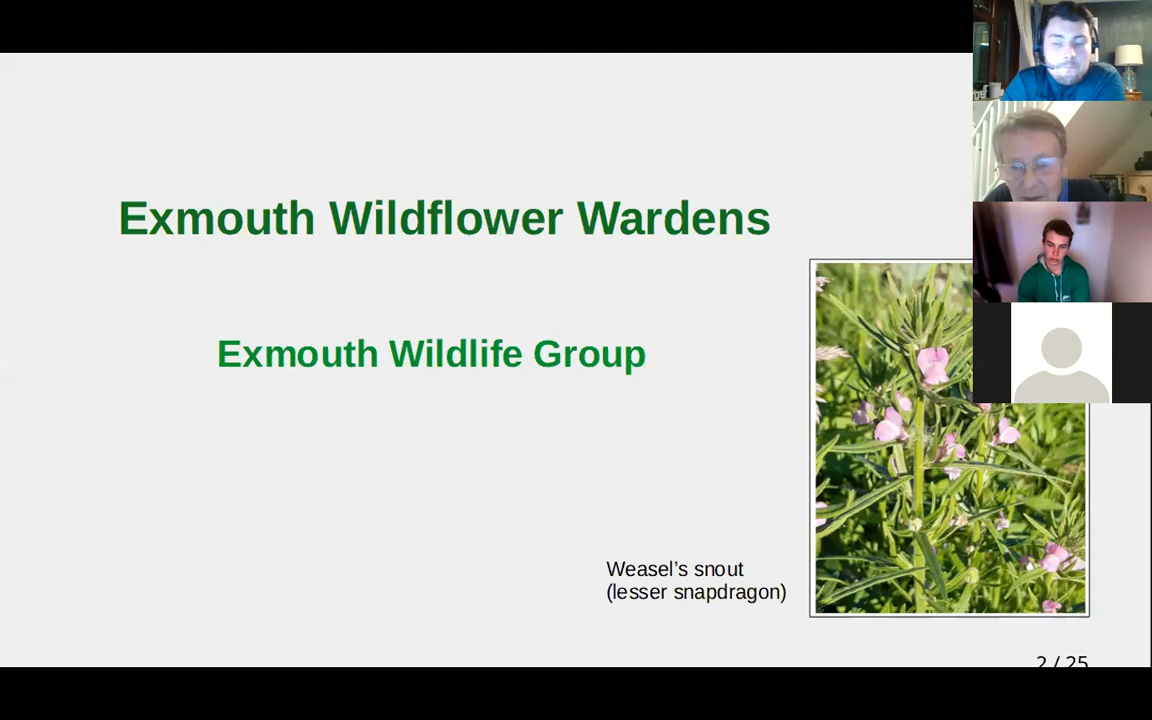 Exmouth Wildflower Wardens
Exmouth Wildlife Group
Weasel’s snout
(lesser snapdragon)
2 / 25